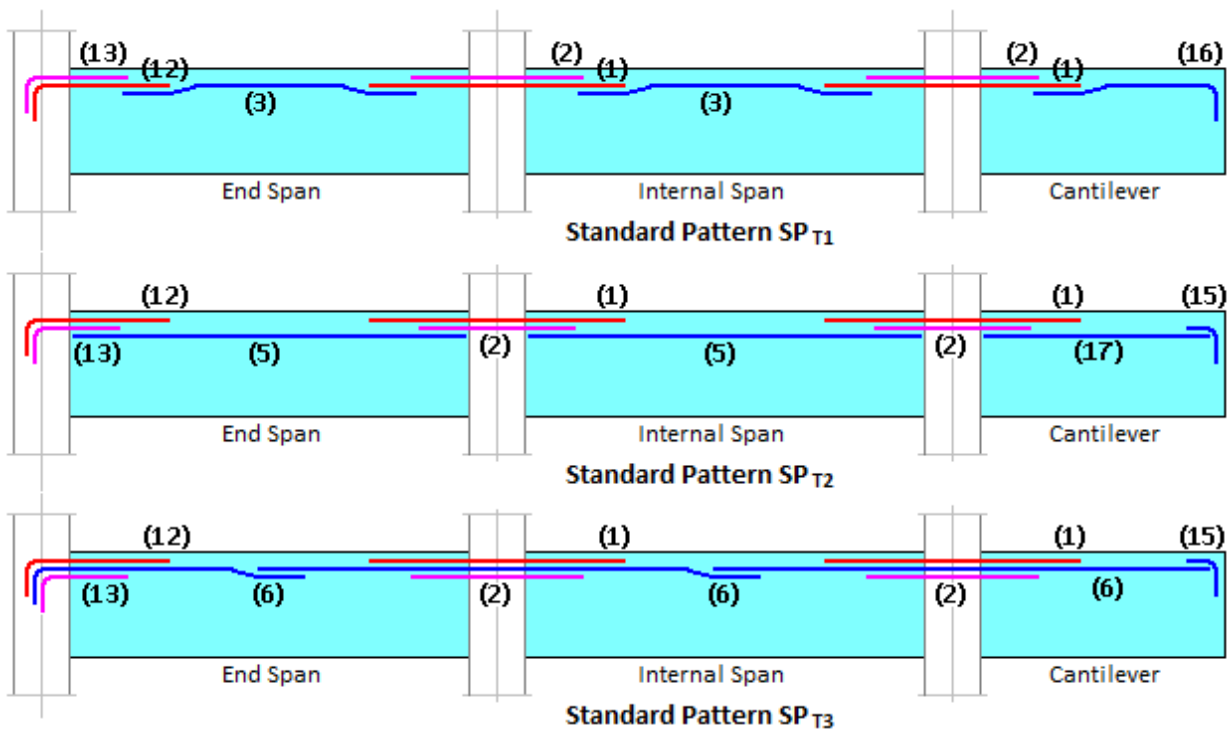 (13) (2) (2) (16)
(12) (1) (1)
(3) (3)
End Span Internal Span Cantilever
Standard Pattern SP T1
(12) (1) (1) (15)
(13) (5) (2) (5) (2) (17)
End Span Internal Span Cantilever
Standard Pattern SP T2
(12) (1) (1) (15)
(13) (6) (2) (6) (2) (6)
End Span Internal Span Cantilever
Standard Pattern SP T3